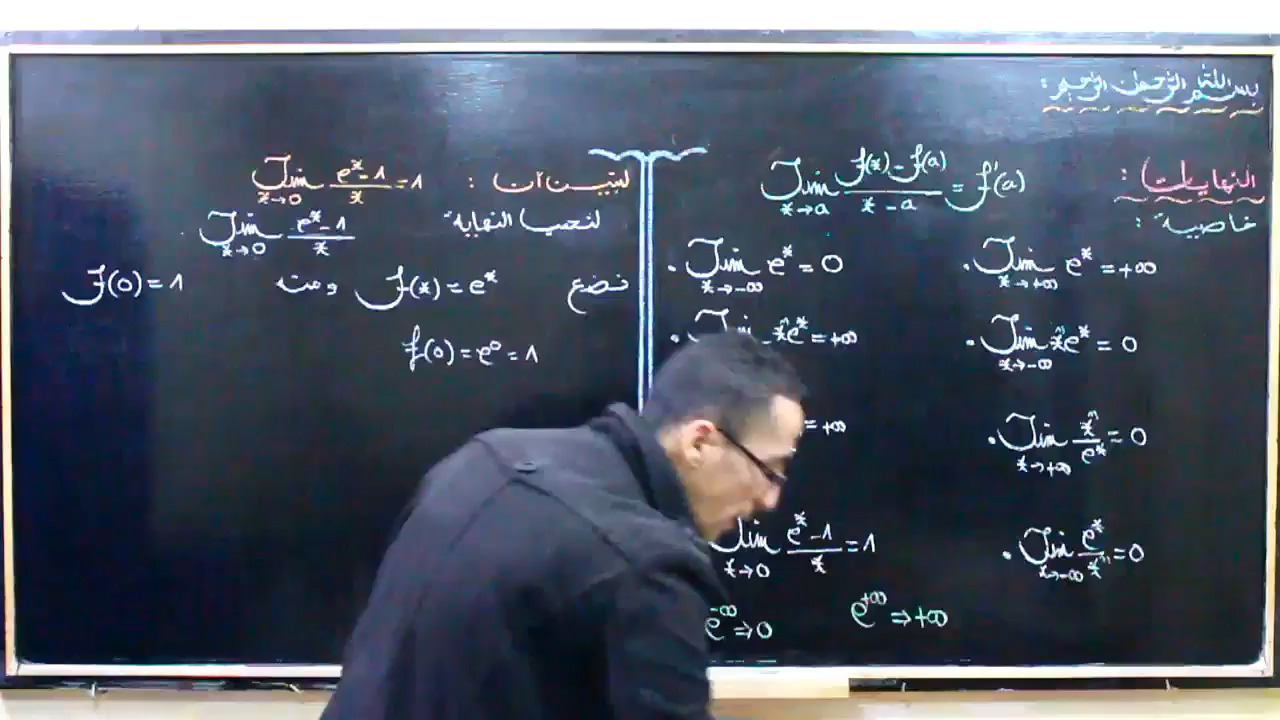 بسم الله الرحمن الرحيم :
النهايات :
خاصية :
Lim x→a (f(x) - f(a))/(x - a) = f'(a)
• Lim x→+∞ e^x = +∞
• Lim x→-∞ e^x = 0
• Lim x→-∞ x^n e^x = 0
• Lim x^n e^x = +∞
• Lim x→+∞ x^n/e^x = 0
= +∞
• Lim x→-∞ e^x/x^n = 0
Lim x→0 (e^x - 1)/x = 1
e^+∞ ⇒ +∞
e^-∞ ⇒ 0
لنبين أن : Lim x→0 (e^x - 1)/x = 1
لنحسب النهاية Lim x→0 (e^x - 1)/x
نضع f(x) = e^x ومنه f(0) = 1
f(0) = e^0 = 1